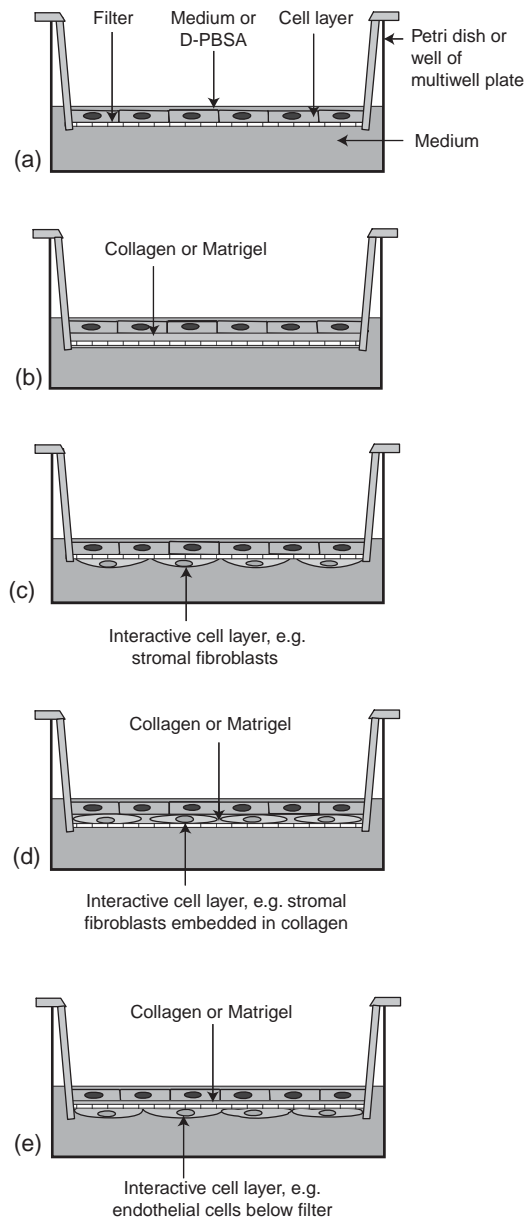 Filter
Medium or
D-PBSA
Cell layer
Petri dish or
well of
multiwell plate
Medium
(a)
Collagen or Matrigel
(b)
(c)
Interactive cell layer, e.g.
stromal fibroblasts
Collagen or Matrigel
(d)
Interactive cell layer, e.g. stromal
fibroblasts embedded in collagen
Collagen or Matrigel
(e)
Interactive cell layer, e.g.
endothelial cells below filter